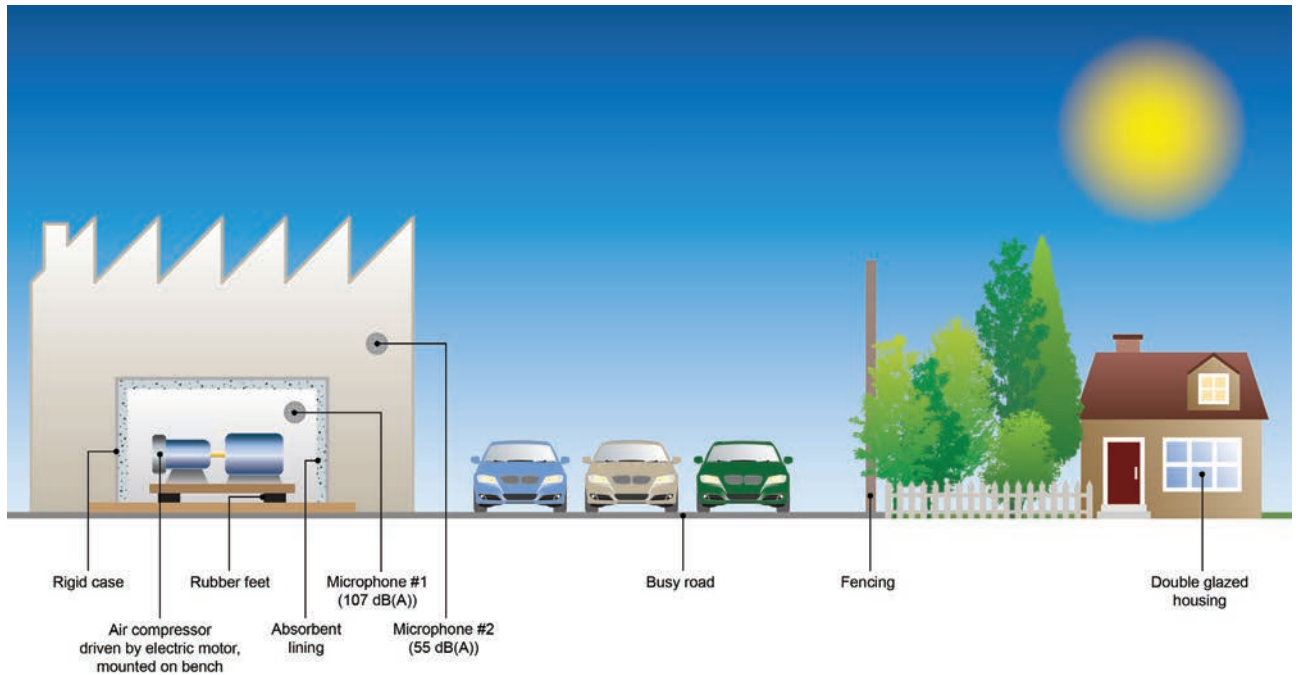 Rigid case
Rubber feet
Microphone #1
(107 dB(A))
Busy road
Fencing
Double glazed
housing
Air compressor
driven by electric motor,
mounted on bench
Absorbent
lining
Microphone #2
(55 dB(A))